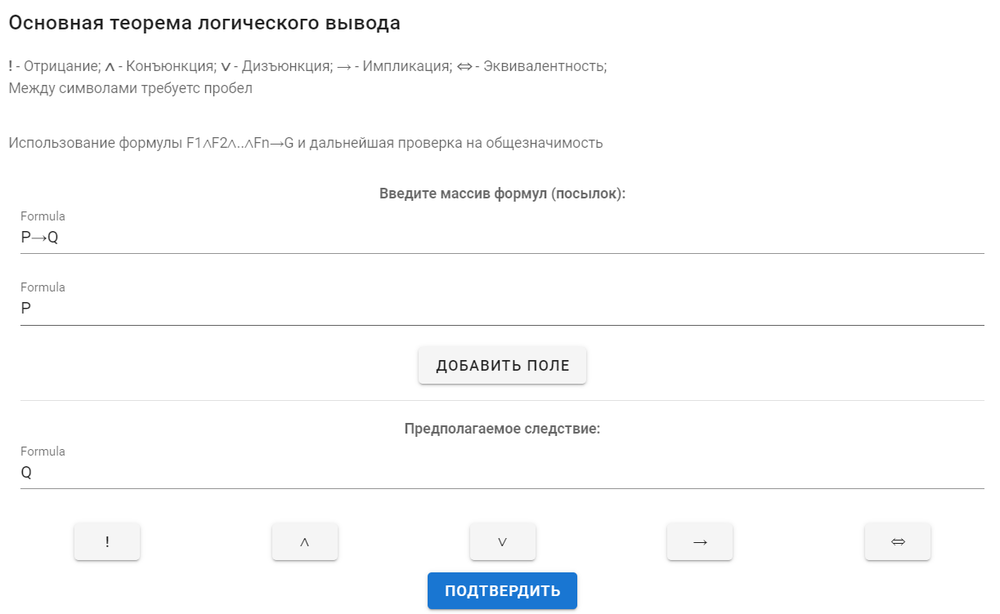 Основная теорема логического вывода
! - Отрицание; ∧ - Конъюнкция; ∨ - Дизъюнкция; → - Импликация; ⇔ - Эквивалентность;
Между символами требуетс пробел
Использование формулы F1∧F2∧..∧Fn→G и дальнейшая проверка на общезначимость
Введите массив формул (посылок):
Formula
P→Q
Formula
P
ДОБАВИТЬ ПОЛЕ
Предполагаемое следствие:
Formula
Q
! ∧ ∨ → ⇔
ПОДТВЕРДИТЬ